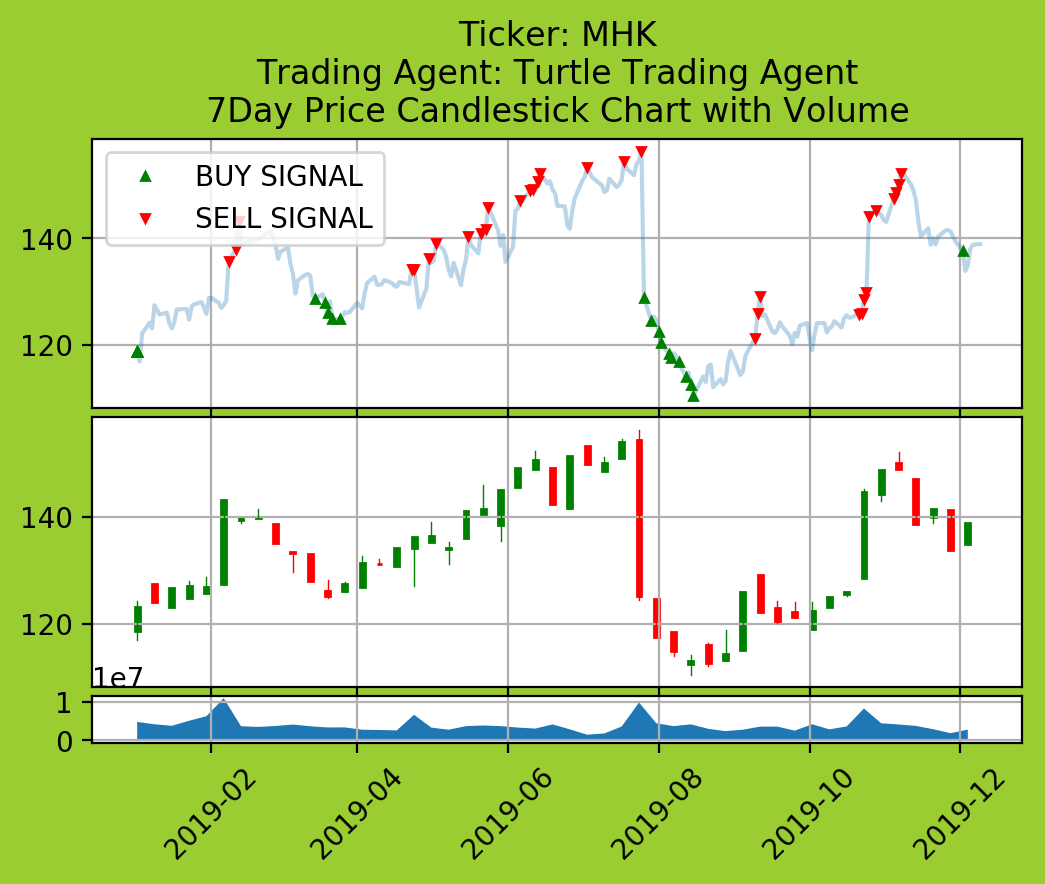 Ticker: MHK
Trading Agent: Turtle Trading Agent
7Day Price Candlestick Chart with Volume
BUY SIGNAL
SELL SIGNAL
140
120
140
120
1e7
1
0
2019-02
2019-04
2019-06
2019-08
2019-10
2019-12